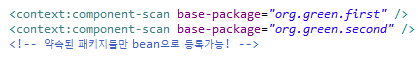 <context:component-scan base-package="org.green.first" />
<context:component-scan base-package="org.green.second" />
<!-- 약속된 패키지들만 bean으로 등록가능! -->